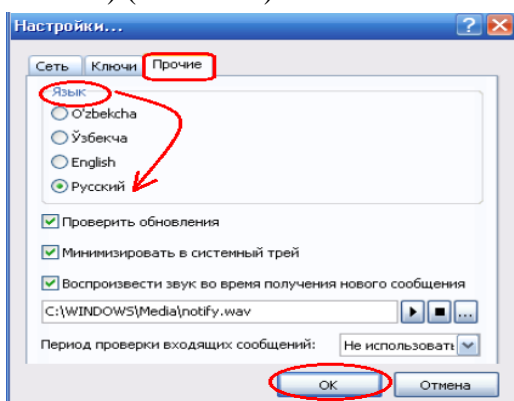 Настройки...
Сеть Ключи Прочие
Язык
O'zbekcha
Ўзбекча
English
Русский
Проверить обновления
Минимизировать в системный трей
Воспроизвести звук во время получения нового сообщения
C:\WINDOWS\Media\notify.wav ...
Период проверки входящих сообщений: Не использовать
OK Отмена